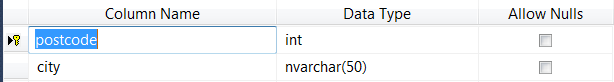 Column Name Data Type Allow Nulls
postcode int
city nvarchar(50)